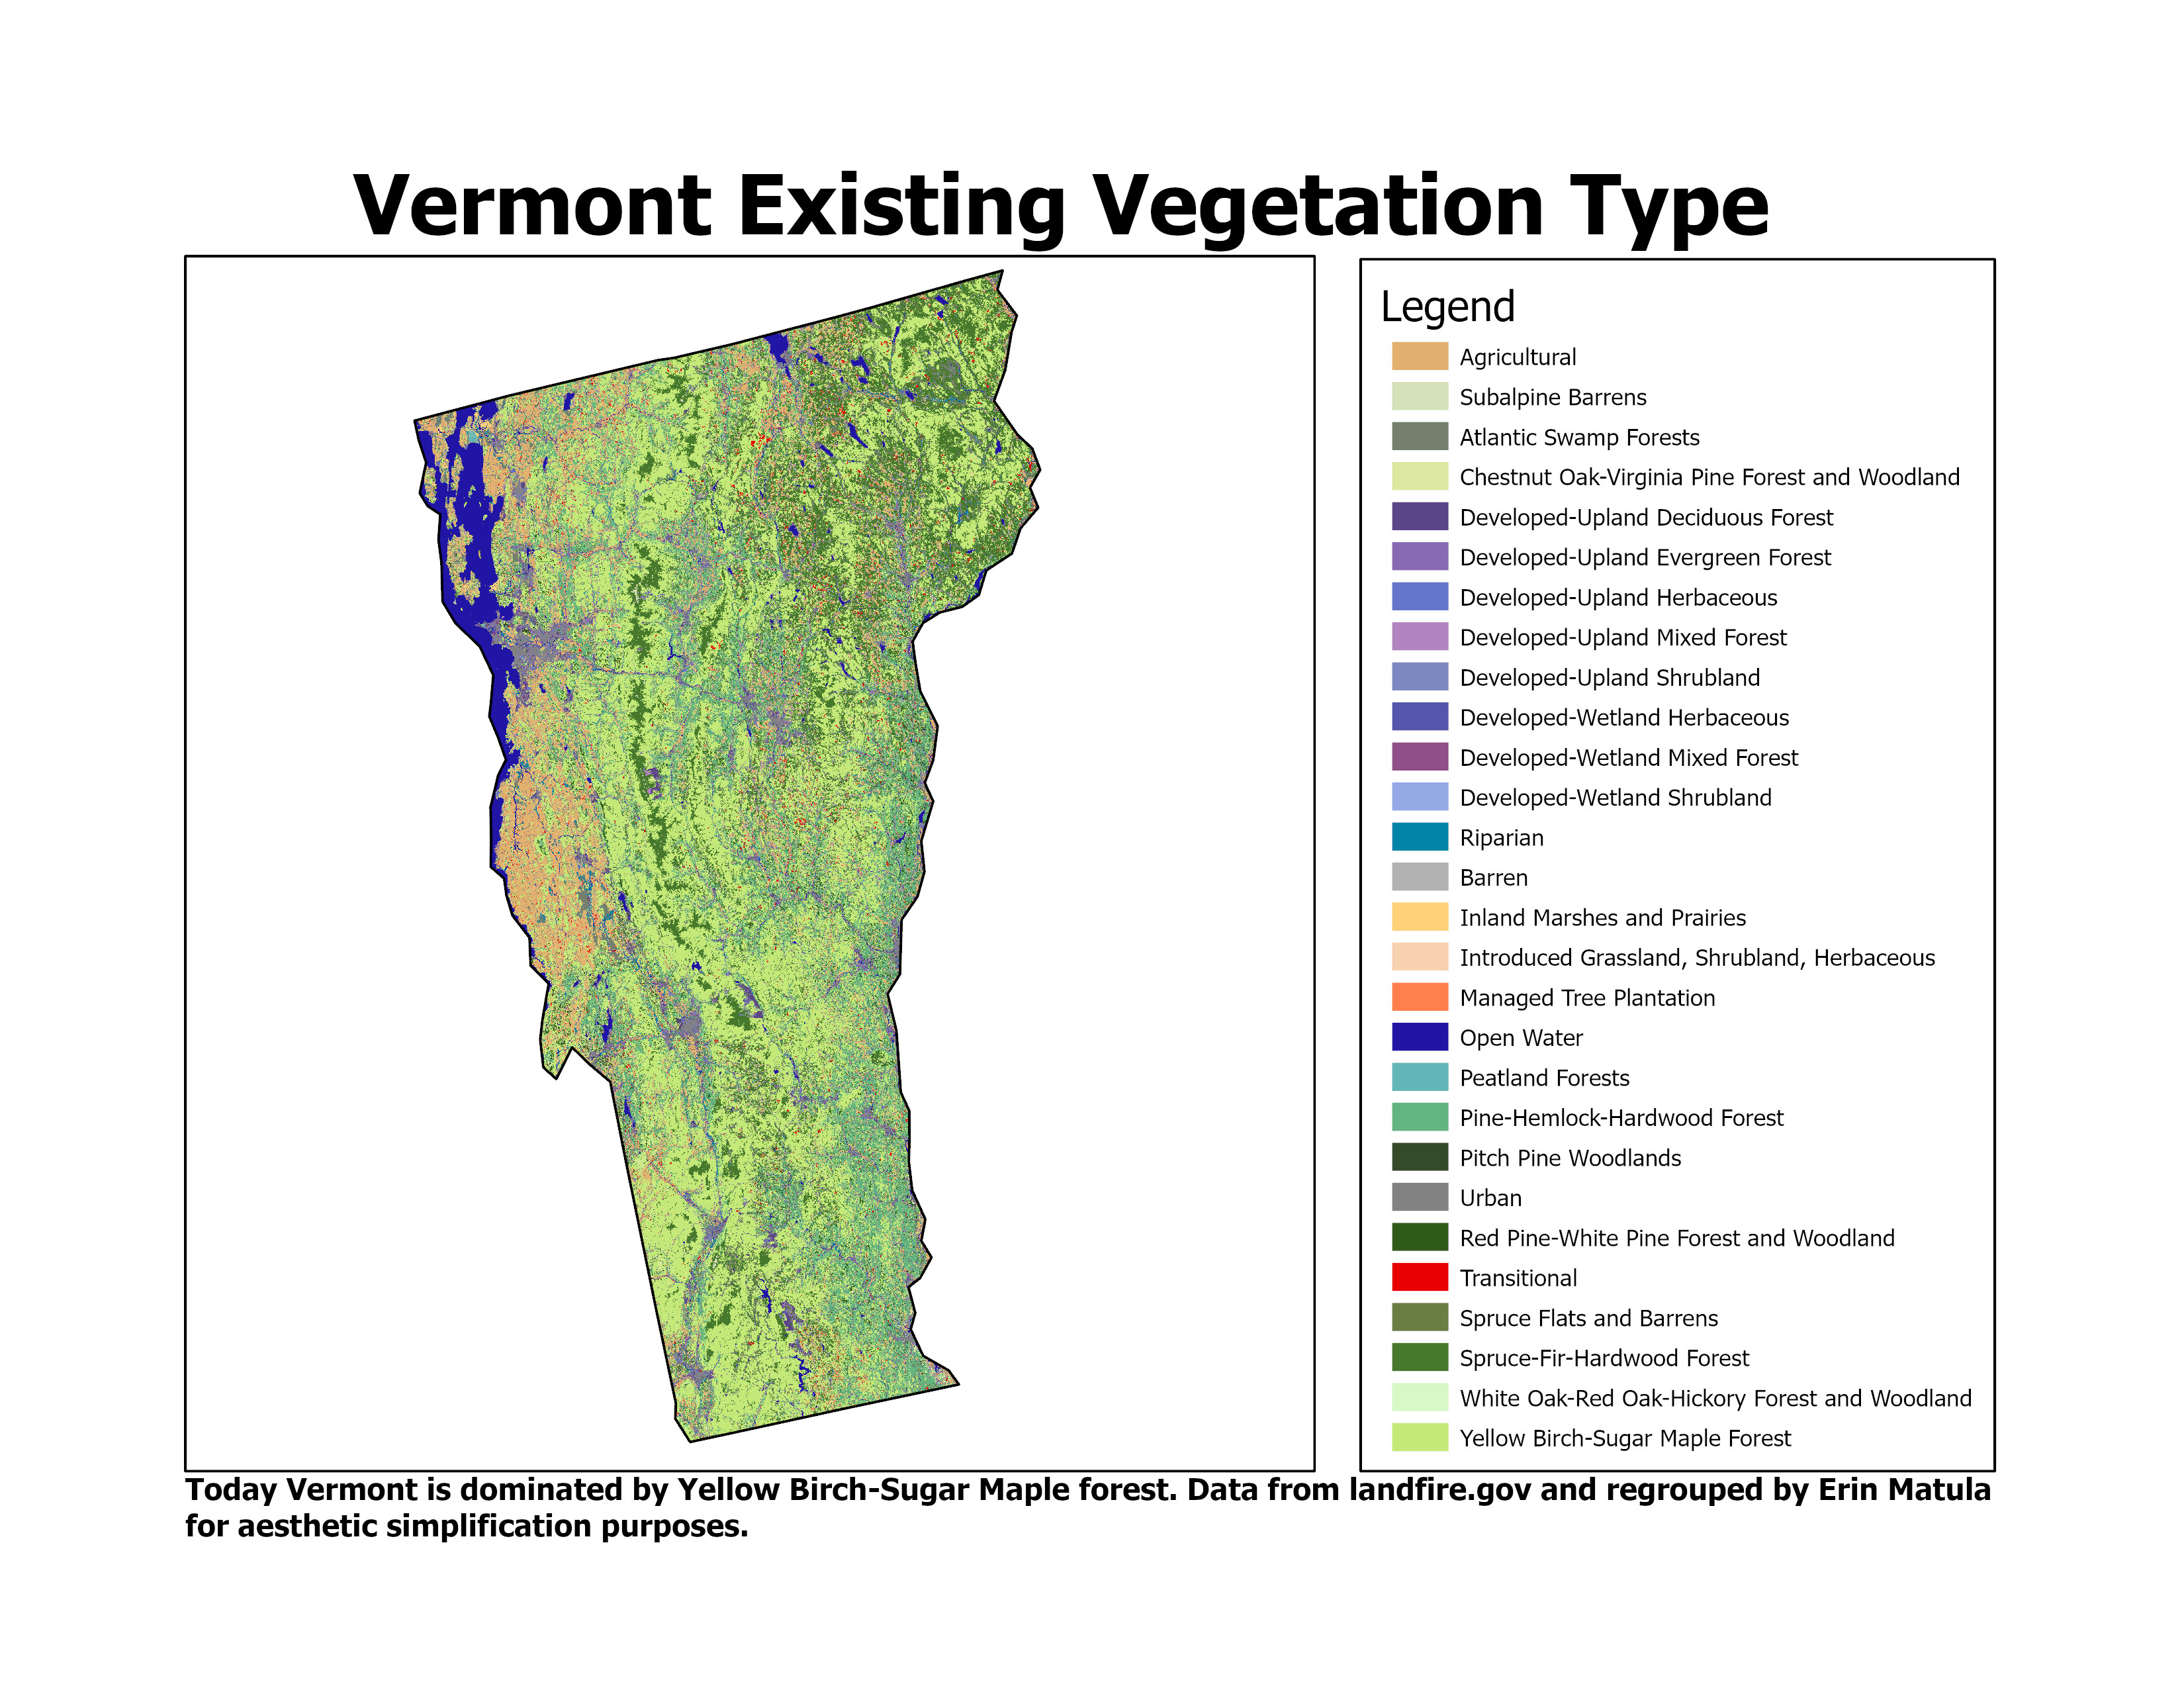 Vermont Existing Vegetation Type
Legend
Agricultural
Subalpine Barrens
Atlantic Swamp Forests
Chestnut Oak-Virginia Pine Forest and Woodland
Developed-Upland Deciduous Forest
Developed-Upland Evergreen Forest
Developed-Upland Herbaceous
Developed-Upland Mixed Forest
Developed-Upland Shrubland
Developed-Wetland Herbaceous
Developed-Wetland Mixed Forest
Developed-Wetland Shrubland
Riparian
Barren
Inland Marshes and Prairies
Introduced Grassland, Shrubland, Herbaceous
Managed Tree Plantation
Open Water
Peatland Forests
Pine-Hemlock-Hardwood Forest
Pitch Pine Woodlands
Urban
Red Pine-White Pine Forest and Woodland
Transitional
Spruce Flats and Barrens
Spruce-Fir-Hardwood Forest
White Oak-Red Oak-Hickory Forest and Woodland
Yellow Birch-Sugar Maple Forest
Today Vermont is dominated by Yellow Birch-Sugar Maple forest. Data from landfire.gov and regrouped by Erin Matula
for aesthetic simplification purposes.